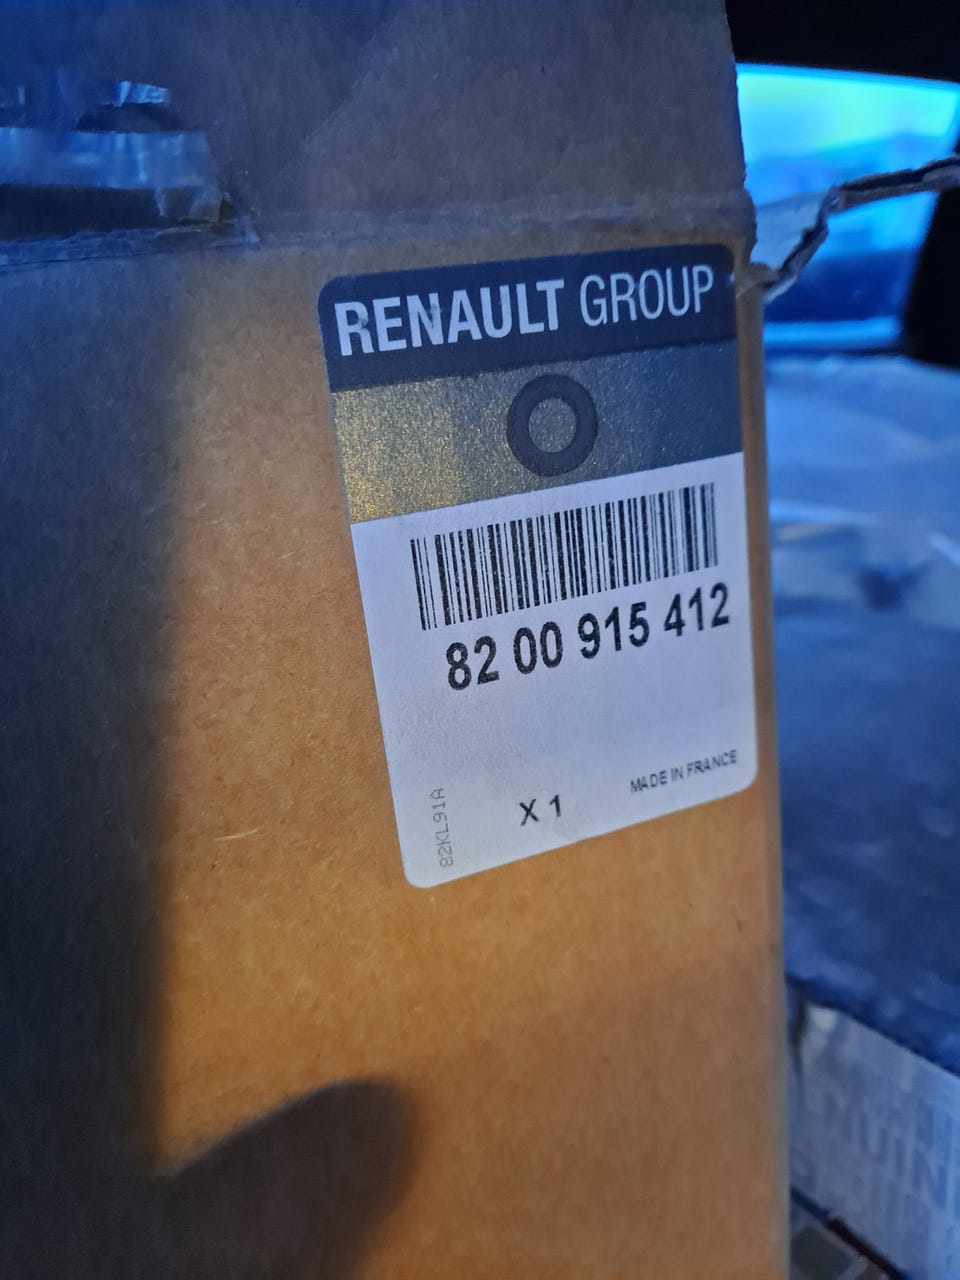 RENAULT GROUP
82 00 915 412
MADE IN FRANCE
X 1
82KL91A